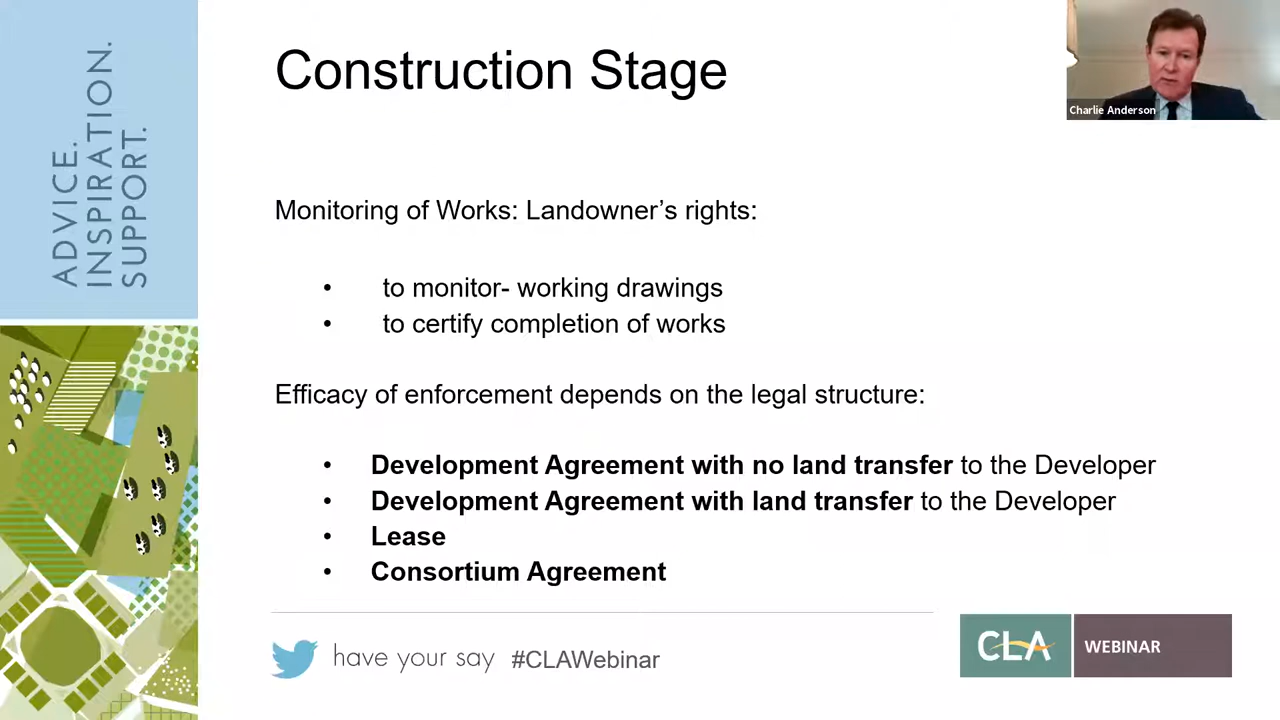 ADVICE.
INSPIRATION.
SUPPORT.
Construction Stage
Charlie Anderson
Monitoring of Works: Landowner’s rights:
• to monitor- working drawings
• to certify completion of works
Efficacy of enforcement depends on the legal structure:
• Development Agreement with no land transfer to the Developer
• Development Agreement with land transfer to the Developer
• Lease
• Consortium Agreement
have your say #CLAWebinar
CLA WEBINAR